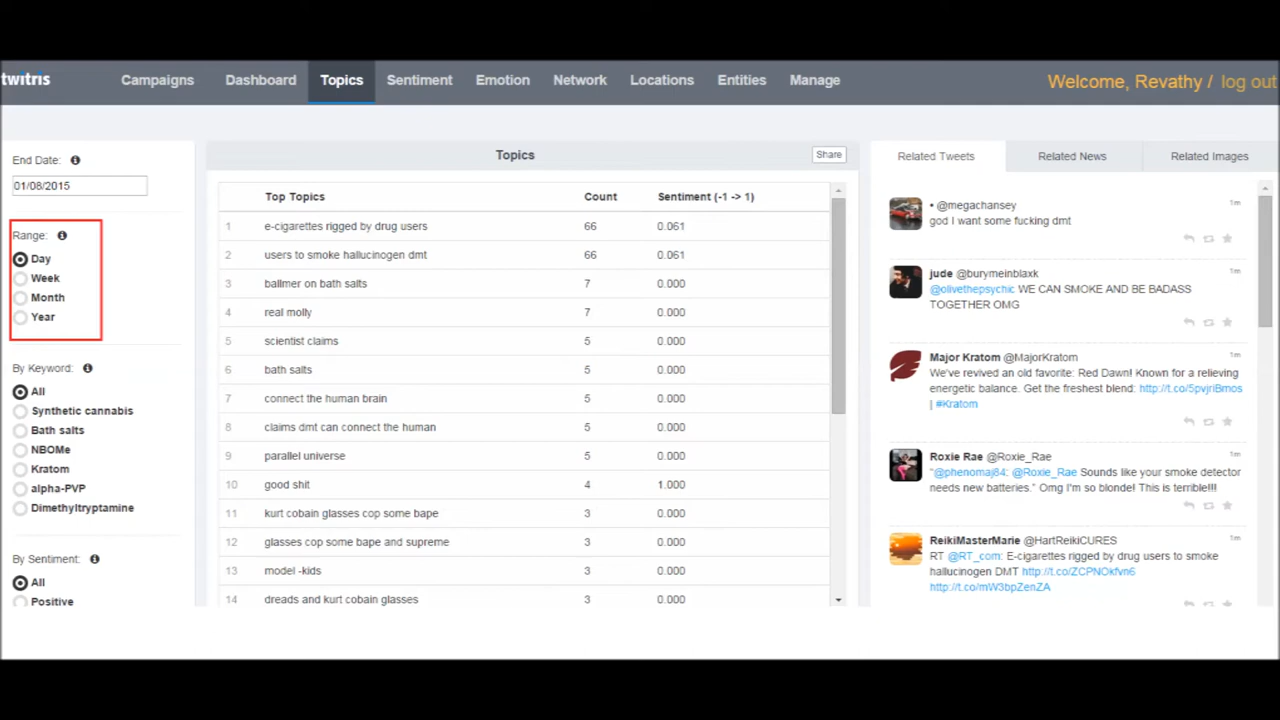 twitris Campaigns Dashboard Topics Sentiment Emotion Network Locations Entities Manage Welcome, Revathy / log out
End Date:
01/08/2015
Range:
Day
Week
Month
Year
By Keyword:
All
Synthetic cannabis
Bath salts
NBOMe
Kratom
alpha-PVP
Dimethyltryptamine
By Sentiment:
All
Positive
Topics Share
Top Topics Count Sentiment (-1 -> 1)
1 e-cigarettes rigged by drug users 66 0.061
2 users to smoke hallucinogen dmt 66 0.061
3 ballmer on bath salts 7 0.000
4 real molly 7 0.000
5 scientist claims 5 0.000
6 bath salts 5 0.000
7 connect the human brain 5 0.000
8 claims dmt can connect the human 5 0.000
9 parallel universe 5 0.000
10 good shit 4 1.000
11 kurt cobain glasses cop some bape 3 0.000
12 glasses cop some bape and supreme 3 0.000
13 model -kids 3 0.000
14 dreads and kurt cobain glasses 3 0.000
Related Tweets Related News Related Images
• @megachansey 1m
god I want some fucking dmt
jude @burymeinblaxk 1m
@olivethepsychic WE CAN SMOKE AND BE BADASS
TOGETHER OMG
Major Kratom @MajorKratom 1m
We've revived an old favorite: Red Dawn! Known for a relieving
energetic balance. Get the freshest blend: http://t.co/5pvjriBmos
| #Kratom
Roxie Rae @Roxie_Rae 1m
"@phenomaj84: @Roxie_Rae Sounds like your smoke detector
needs new batteries." Omg I'm so blonde! This is terrible!!!
ReikiMasterMarie @HartReikiCURES 1m
RT @RT_com: E-cigarettes rigged by drug users to smoke
hallucinogen DMT http://t.co/ZCPNOkfvn6
http://t.co/mW3bpZenZA